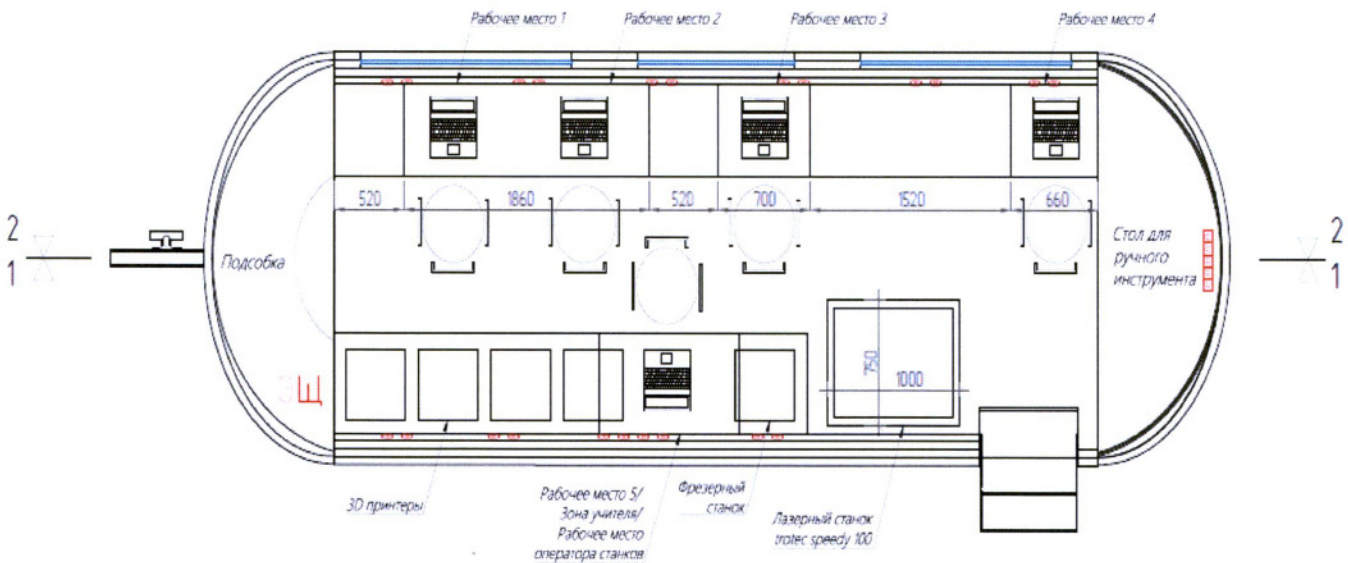 Рабочее место 1
Рабочее место 2
Рабочее место 3
Рабочее место 4
520
1860
520
700
1520
660
2
1
Подсобка
Стол для
ручного
инструмента
2
1
750
1000
ЭЩ
3D принтеры
Рабочее место 5/
Зона учителя/
Рабочее место
оператора станков
Фрезерный
станок
Лазерный станок
trotec speedy 100